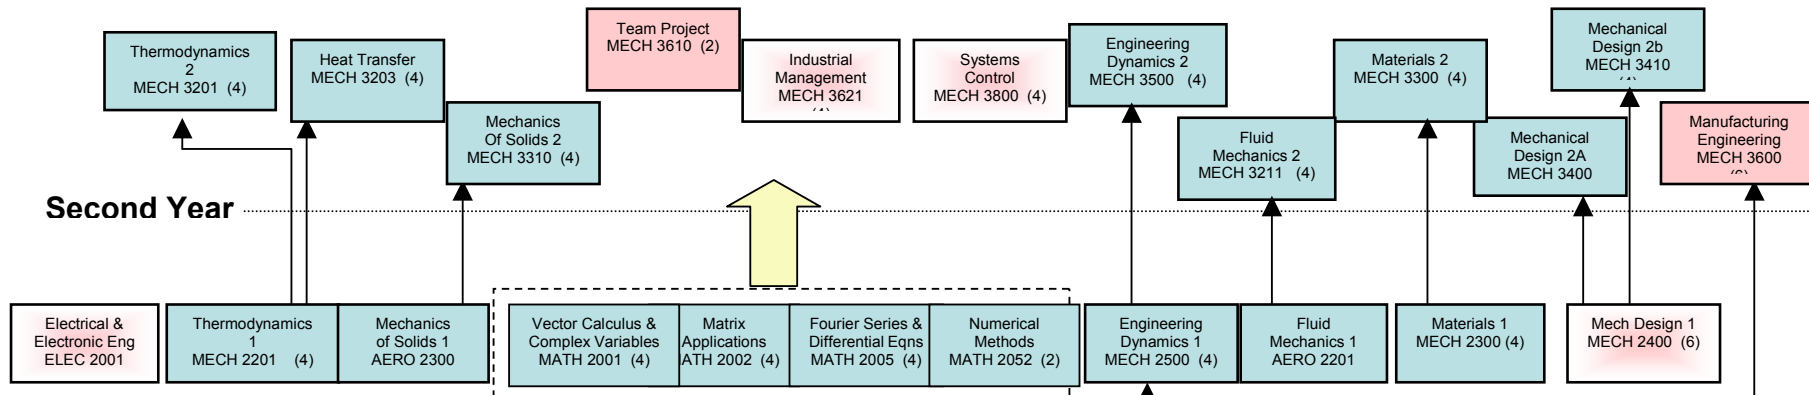 Thermodynamics
2
MECH 3201 (4)
Heat Transfer
MECH 3203 (4)
Mechanics
Of Solids 2
MECH 3310 (4)
Team Project
MECH 3610 (2)
Industrial
Management
MECH 3621
Systems
Control
MECH 3800 (4)
Engineering
Dynamics 2
MECH 3500 (4)
Fluid
Mechanics 2
MECH 3211 (4)
Materials 2
MECH 3300 (4)
Mechanical
Design 2A
MECH 3400
Mechanical
Design 2b
MECH 3410
Manufacturing
Engineering
MECH 3600
Second Year
Electrical &
Electronic Eng
ELEC 2001
Thermodynamics
1
MECH 2201 (4)
Mechanics
of Solids 1
AERO 2300
Vector Calculus &
Complex Variables
MATH 2001 (4)
Matrix
Applications
ATH 2002 (4)
Fourier Series &
Differential Eqns
MATH 2005 (4)
Numerical
Methods
MATH 2052 (2)
Engineering
Dynamics 1
MECH 2500 (4)
Fluid
Mechanics 1
AERO 2201
Materials 1
MECH 2300 (4)
Mech Design 1
MECH 2400 (6)